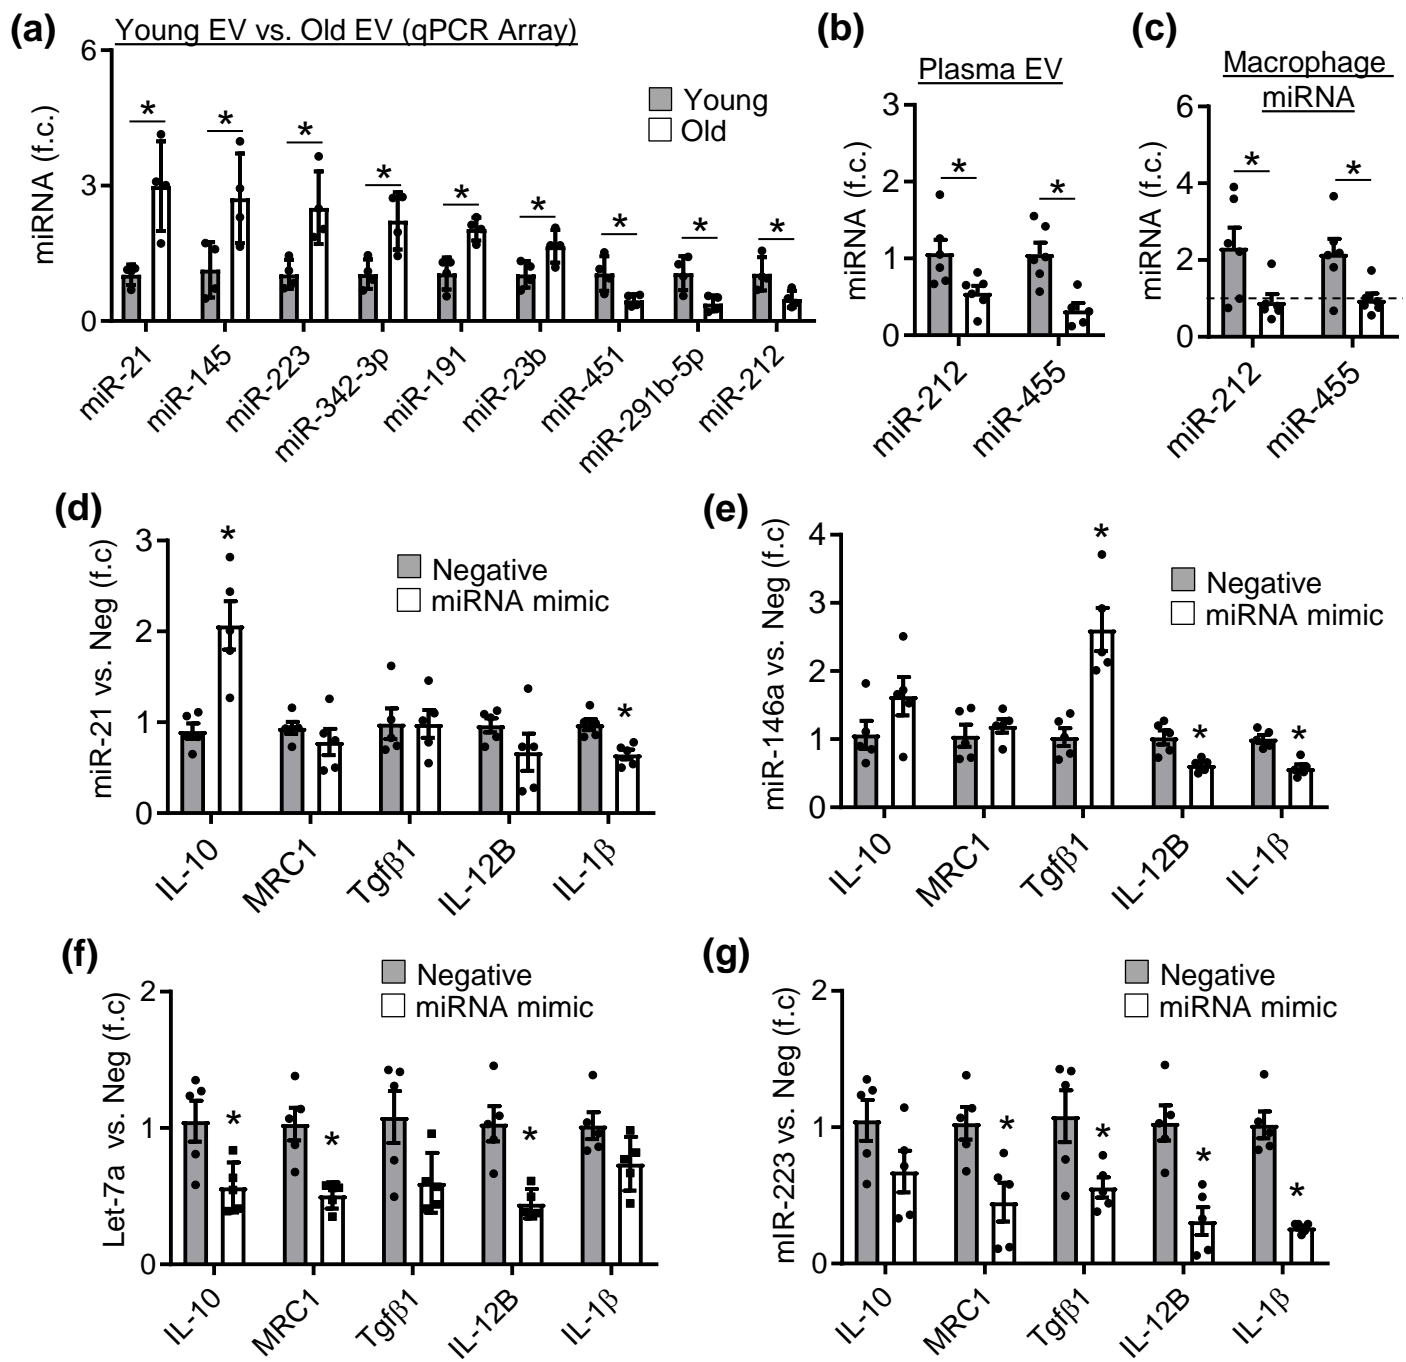 (a)
Young EV vs. Old EV (qPCR Array)
miRNA (f.c.)
6
3
0
Young
Old
*
*
*
*
*
*
*
*
*
miR-21
miR-145
miR-223
miR-342-3p
miR-191
miR-23b
miR-451
miR-291b-5p
miR-212
(b)
Plasma EV
miRNA (f.c.)
3
2
1
0
*
*
miR-212
miR-455
(c)
Macrophage
miRNA
miRNA (f.c.)
6
4
2
0
*
*
miR-212
miR-455
(d)
miR-21 vs. Neg (f.c)
3
2
1
0
Negative
miRNA mimic
*
*
IL-10
MRC1
Tgfβ1
IL-12B
IL-1β
(e)
miR-146a vs. Neg (f.c)
4
3
2
1
0
Negative
miRNA mimic
*
*
*
IL-10
MRC1
Tgfβ1
IL-12B
IL-1β
(f)
Let-7a vs. Neg (f.c)
2
1
0
Negative
miRNA mimic
*
*
*
IL-10
MRC1
Tgfβ1
IL-12B
IL-1β
(g)
mIR-223 vs. Neg (f.c)
2
1
0
Negative
miRNA mimic
*
*
*
*
IL-10
MRC1
Tgfβ1
IL-12B
IL-1β